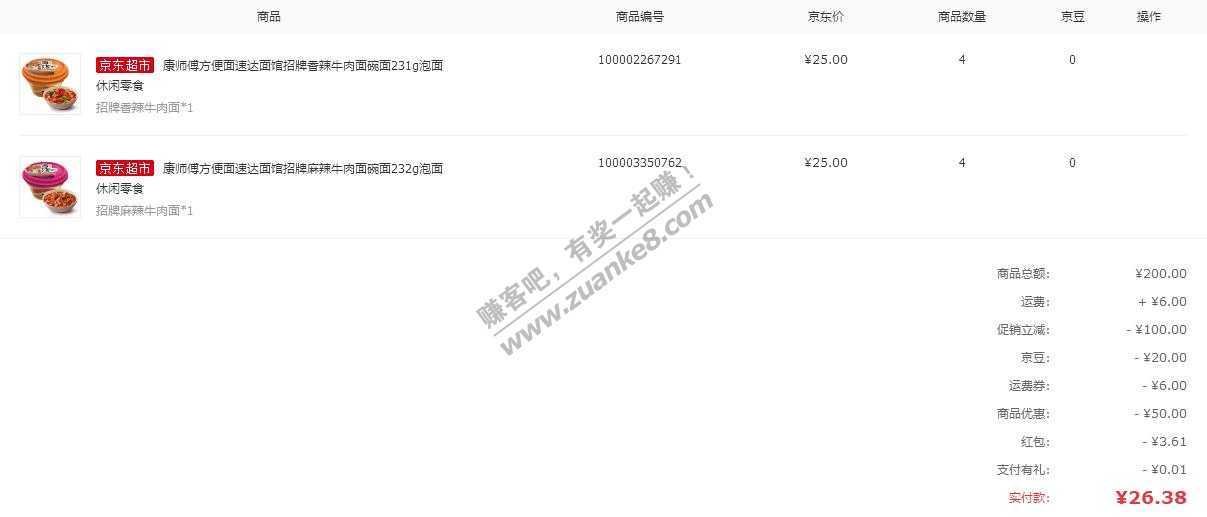 商品 商品编号 京东价 商品数量 京豆 操作
京东超市 康师傅方便面速达面馆招牌香辣牛肉面碗面231g泡面 100002267291 ¥25.00 4 0
休闲零食
招牌香辣牛肉面*1
京东超市 康师傅方便面速达面馆招牌麻辣牛肉面碗面232g泡面 100003350762 ¥25.00 4 0
休闲零食
招牌麻辣牛肉面*1
赚客吧，有奖一起赚！
www.zuanke8.com
商品总额: ¥200.00
运费: + ¥6.00
促销立减: - ¥100.00
京豆: - ¥20.00
运费券: - ¥6.00
商品优惠: - ¥50.00
红包: - ¥3.61
支付有礼: - ¥0.01
实付款: ¥26.38